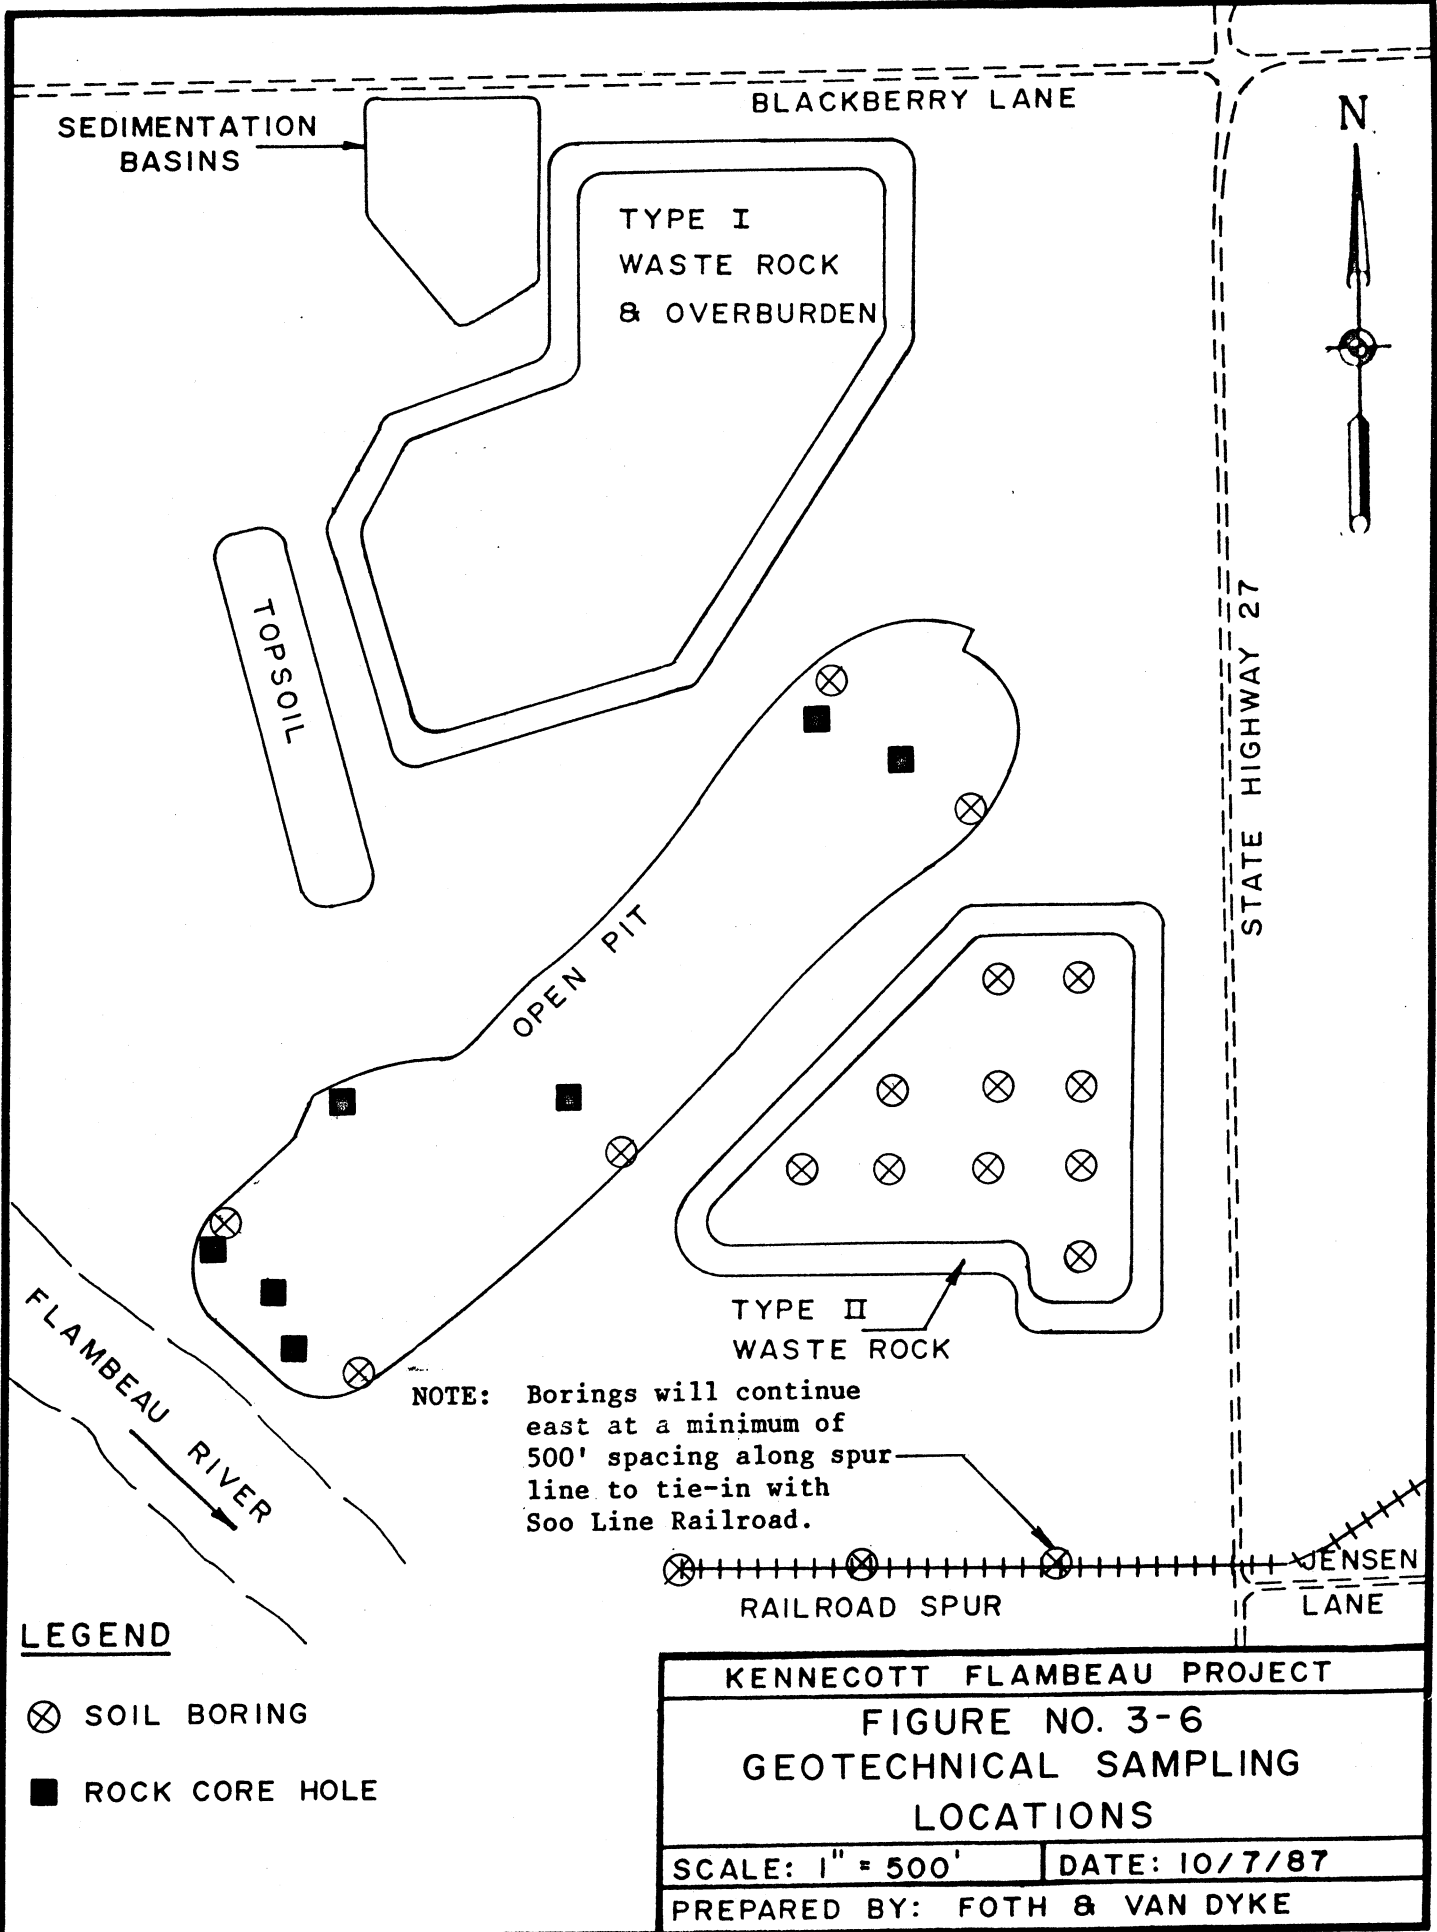 BLACKBERRY LANE
SEDIMENTATION
BASINS
N
TYPE I
WASTE ROCK
& OVERBURDEN
TOPSOIL
STATE HIGHWAY 27
OPEN PIT
TYPE II
WASTE ROCK
FLAMBEAU RIVER
NOTE: Borings will continue
east at a minimum of
500' spacing along spur
line to tie-in with
Soo Line Railroad.
JENSEN
LANE
RAILROAD SPUR
LEGEND
SOIL BORING
ROCK CORE HOLE
KENNECOTT FLAMBEAU PROJECT
FIGURE NO. 3-6
GEOTECHNICAL SAMPLING
LOCATIONS
SCALE: 1" = 500'
DATE: 10/7/87
PREPARED BY: FOTH & VAN DYKE